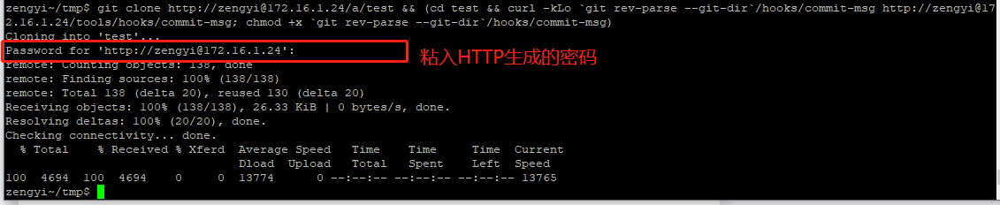 zengyi~/tmp$ git clone http://zengyi@172.16.1.24/a/test && (cd test && curl -kLo `git rev-parse --git-dir`/hooks/commit-msg http://zengyi@17
2.16.1.24/tools/hooks/commit-msg; chmod +x `git rev-parse --git-dir`/hooks/commit-msg)
Cloning into 'test'...
Password for 'http://zengyi@172.16.1.24':
粘入HTTP生成的密码
remote: Counting objects: 138, done
remote: Finding sources: 100% (138/138)
remote: Total 138 (delta 20), reused 130 (delta 20)
Receiving objects: 100% (138/138), 26.33 KiB | 0 bytes/s, done.
Resolving deltas: 100% (20/20), done.
Checking connectivity... done.
% Total % Received % Xferd Average Speed Time Time Time Current
Dload Upload Total Spent Left Speed
100 4694 100 4694 0 0 13774 0 --:--:-- --:--:-- --:--:-- 13765
zengyi~/tmp$